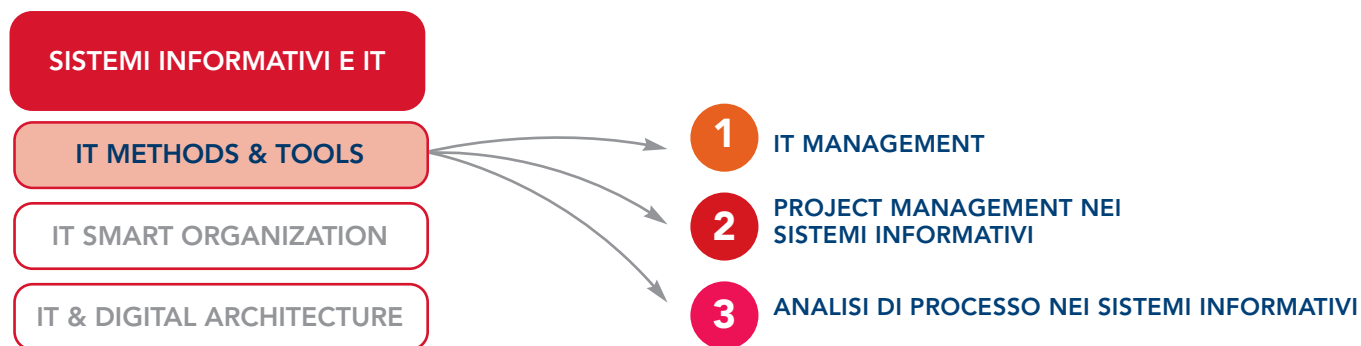 SISTEMI INFORMATIVI E IT
IT METHODS & TOOLS
IT SMART ORGANIZATION
IT & DIGITAL ARCHITECTURE
1 IT MANAGEMENT
2 PROJECT MANAGEMENT NEI
SISTEMI INFORMATIVI
3 ANALISI DI PROCESSO NEI SISTEMI INFORMATIVI